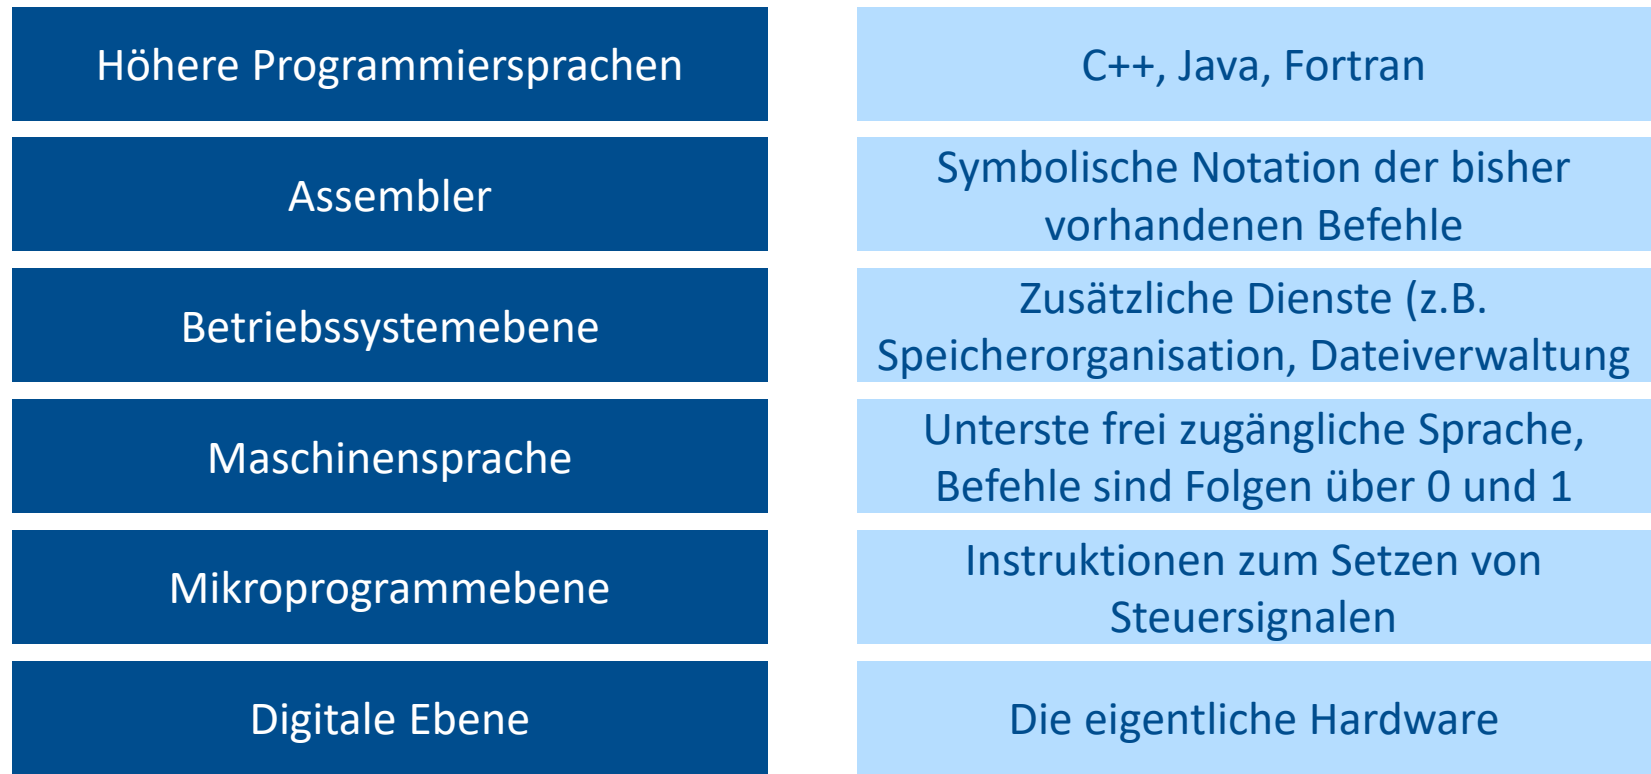 Höhere Programmiersprachen
C++, Java, Fortran
Assembler
Symbolische Notation der bisher
vorhandenen Befehle
Betriebssystemebene
Zusätzliche Dienste (z.B.
Speicherorganisation, Dateiverwaltung
Maschinensprache
Unterste frei zugängliche Sprache,
Befehle sind Folgen über 0 und 1
Mikroprogrammebene
Instruktionen zum Setzen von
Steuersignalen
Digitale Ebene
Die eigentliche Hardware